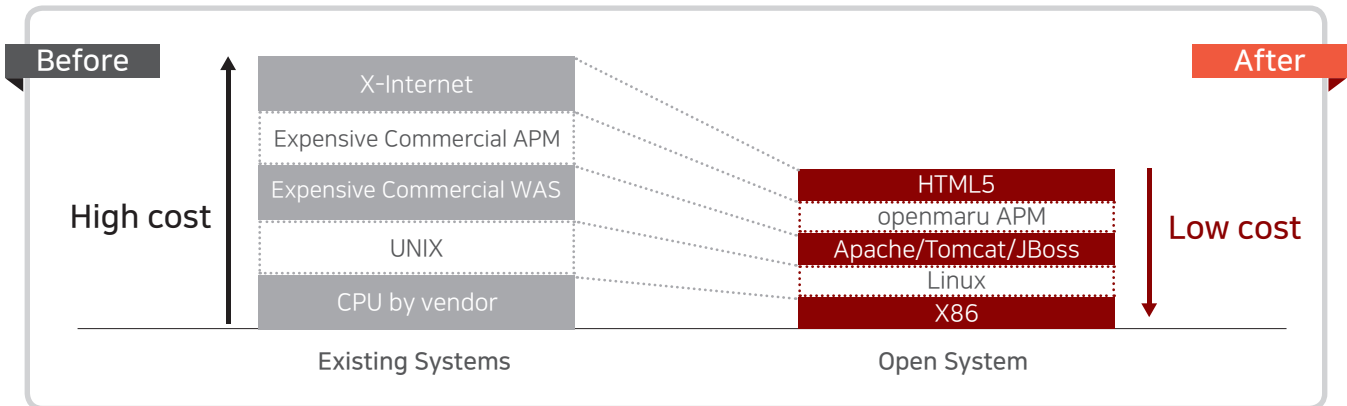 Before
After
High cost
X-Internet
Expensive Commercial APM
Expensive Commercial WAS
UNIX
CPU by vendor
Existing Systems
HTML5
openmaru APM
Apache/Tomcat/JBoss
Linux
X86
Open System
Low cost